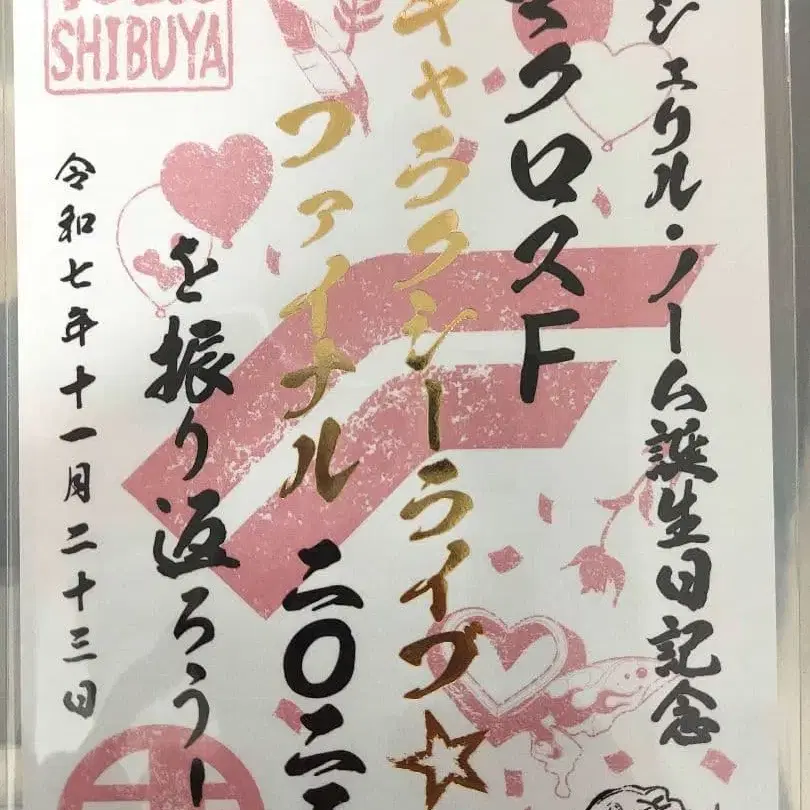 シェリル・ノーム誕生日記念
マクロスF
ギャラクシーライブ☆
ファイナル 二〇二
を振り返ろう!
令和七年十一月二十三日
SHIBUYA